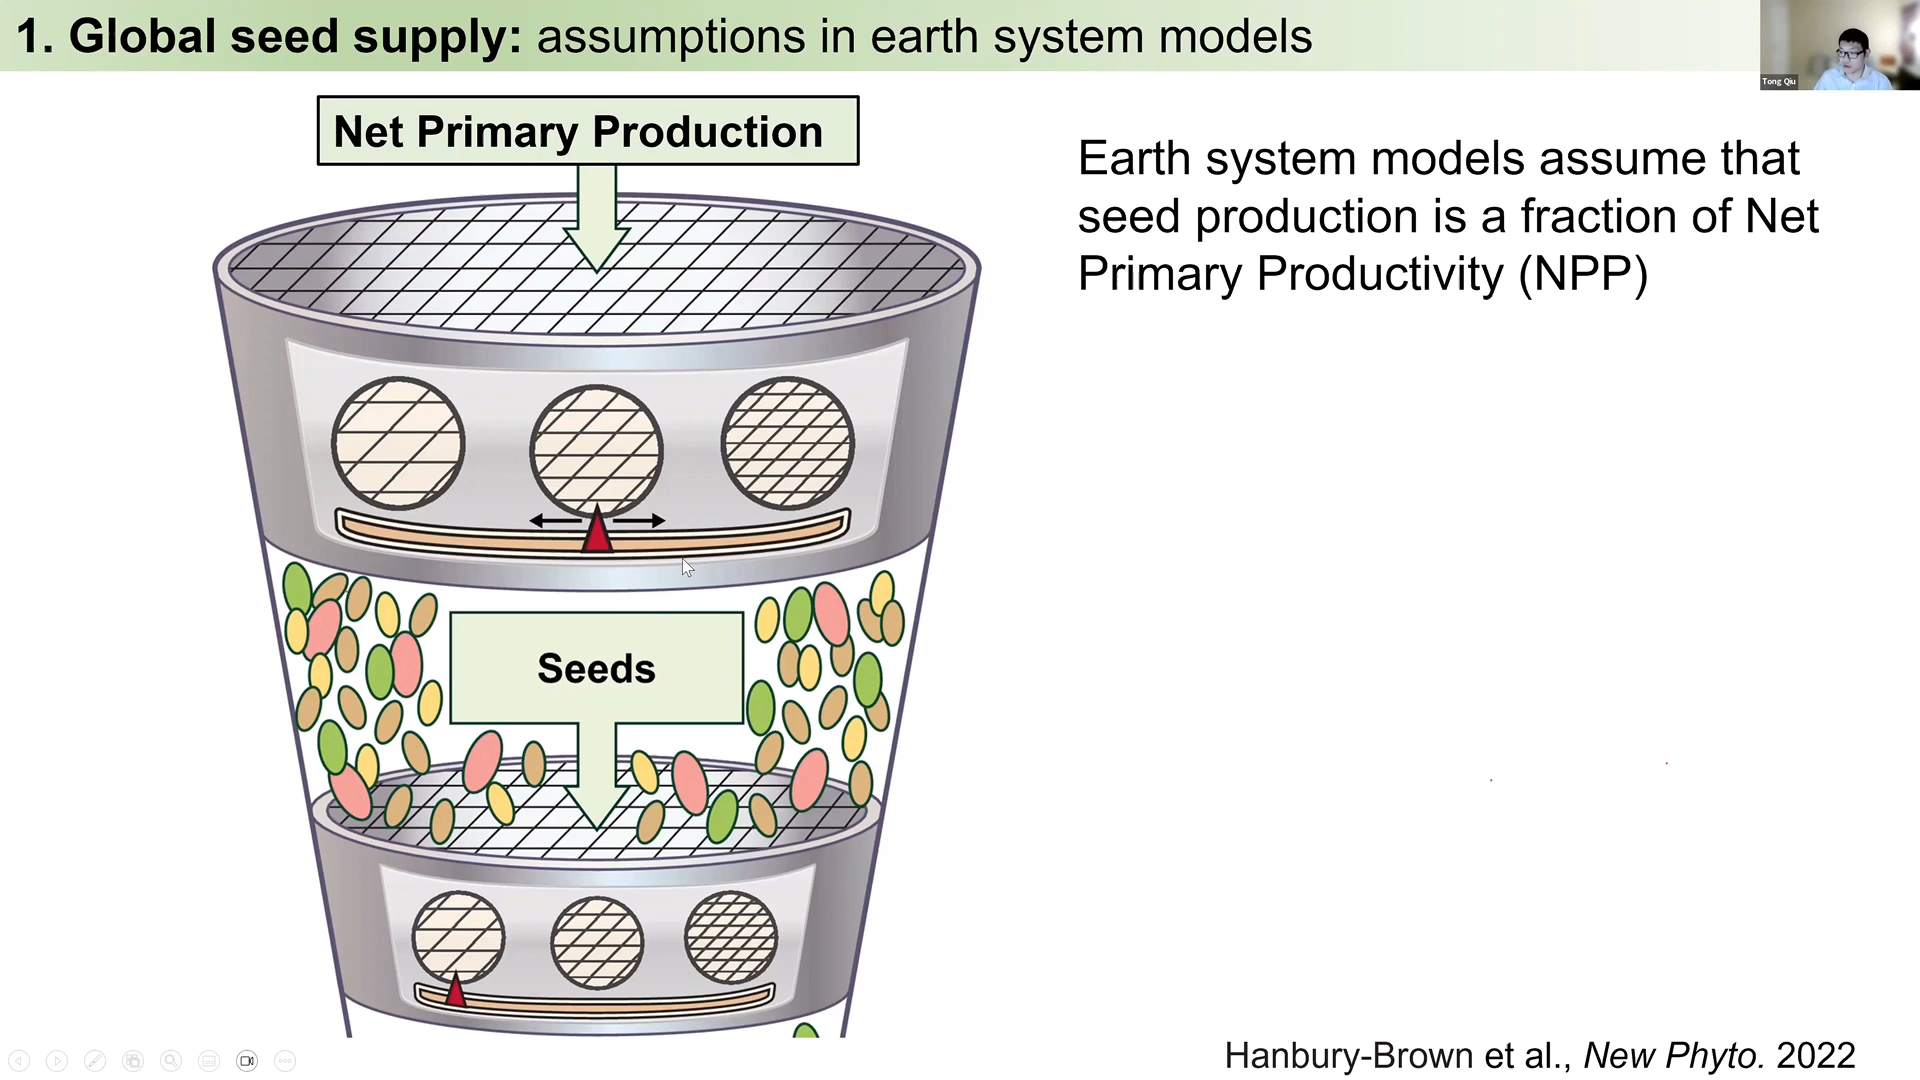 1. Global seed supply: assumptions in earth system models
Tong Qiu
Net Primary Production
Earth system models assume that
seed production is a fraction of Net
Primary Productivity (NPP)
Seeds
Hanbury-Brown et al., New Phyto. 2022